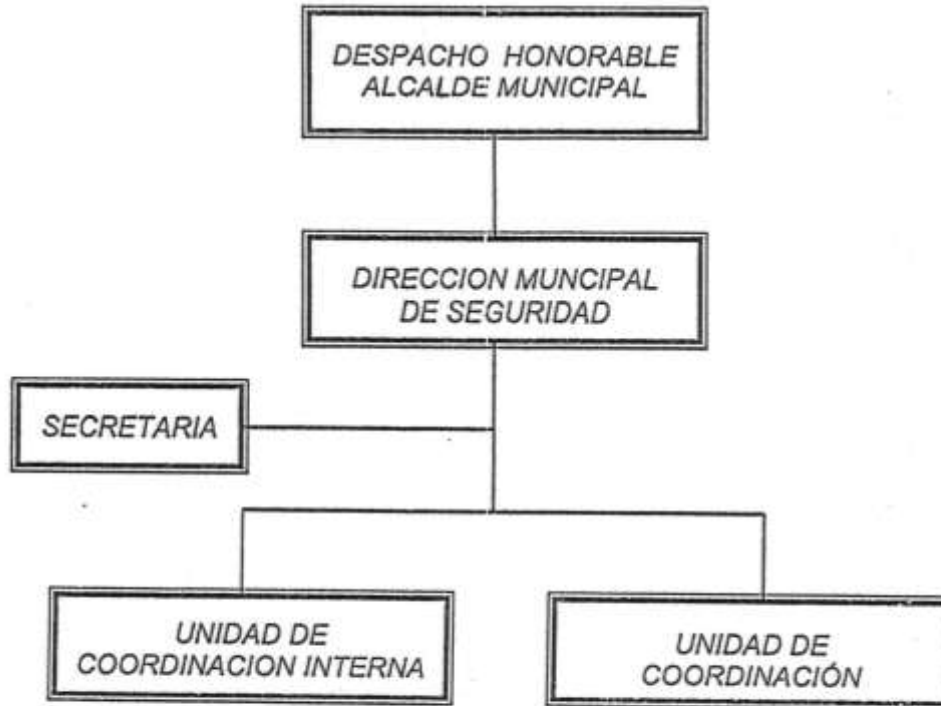 DESPACHO HONORABLE
ALCALDE MUNICIPAL
DIRECCION MUNCIPAL
DE SEGURIDAD
SECRETARIA
UNIDAD DE
COORDINACION INTERNA
UNIDAD DE
COORDINACIÓN